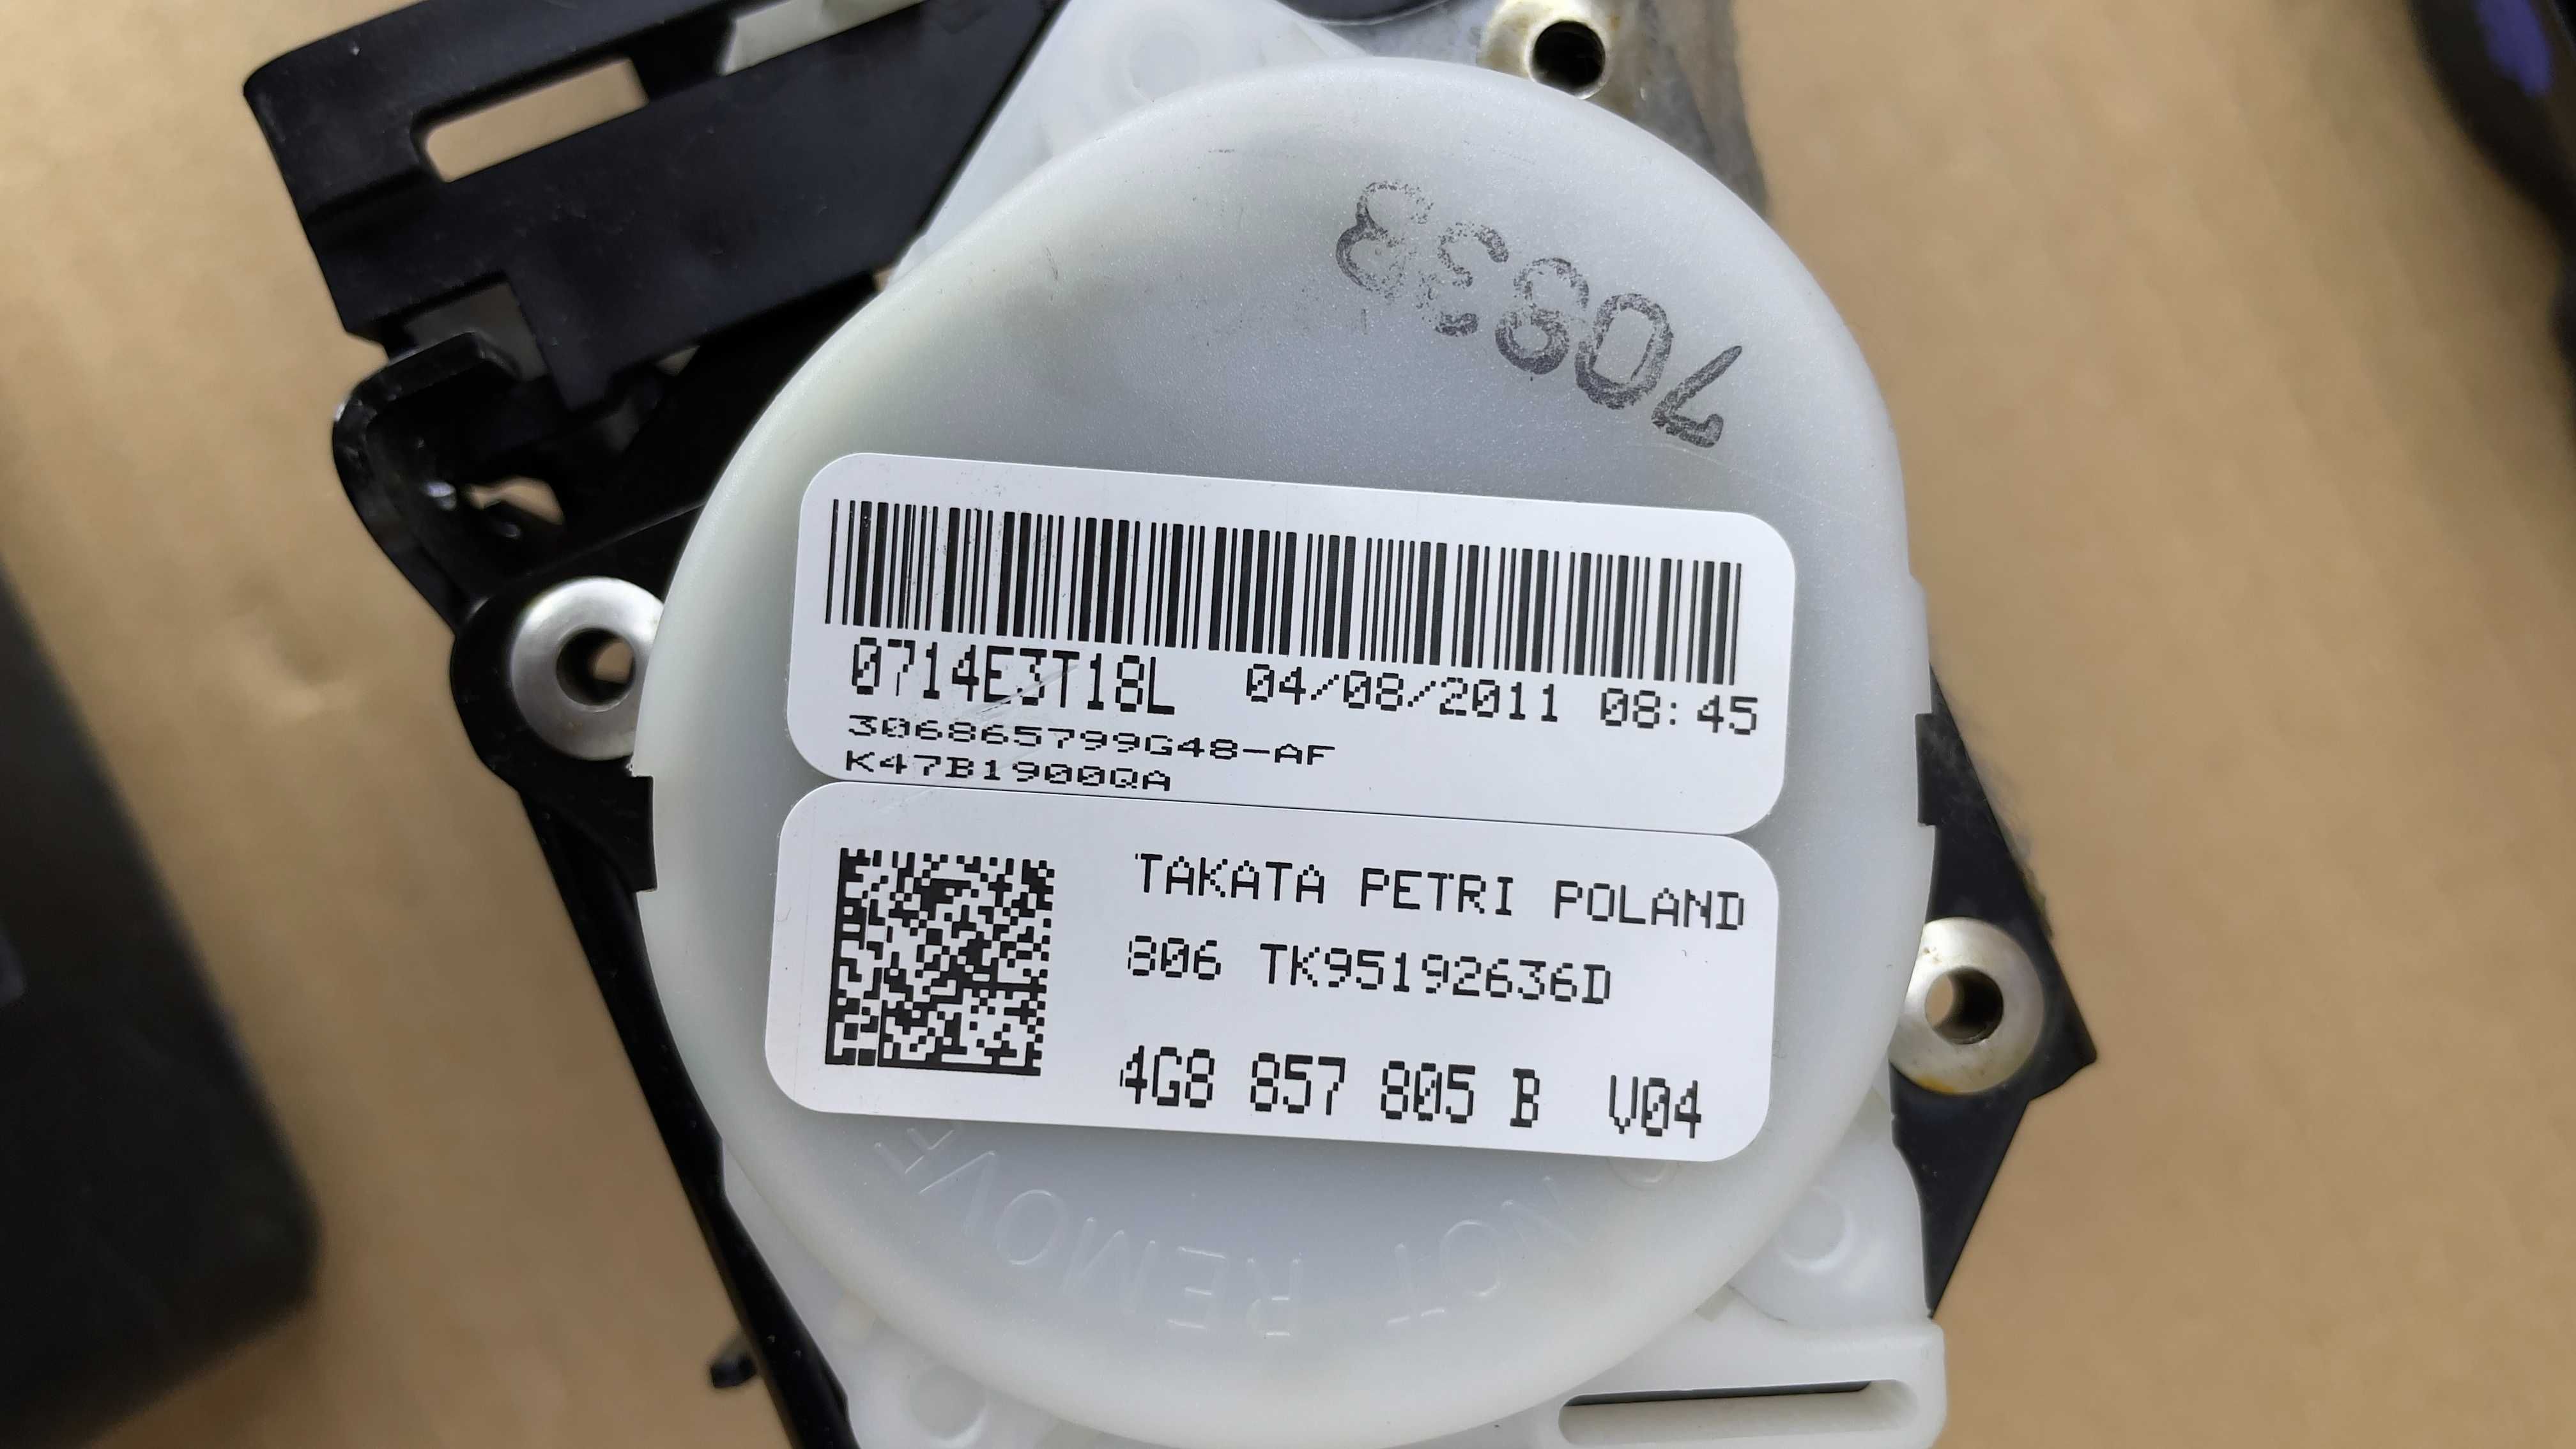 70838
0714E3T18L 04/08/2011 08:45
306865799G48-AF
K47B1900QA
TAKATA PETRI POLAND
806 TK95192636D
4G8 857 805 B V04
NOT REMOVE